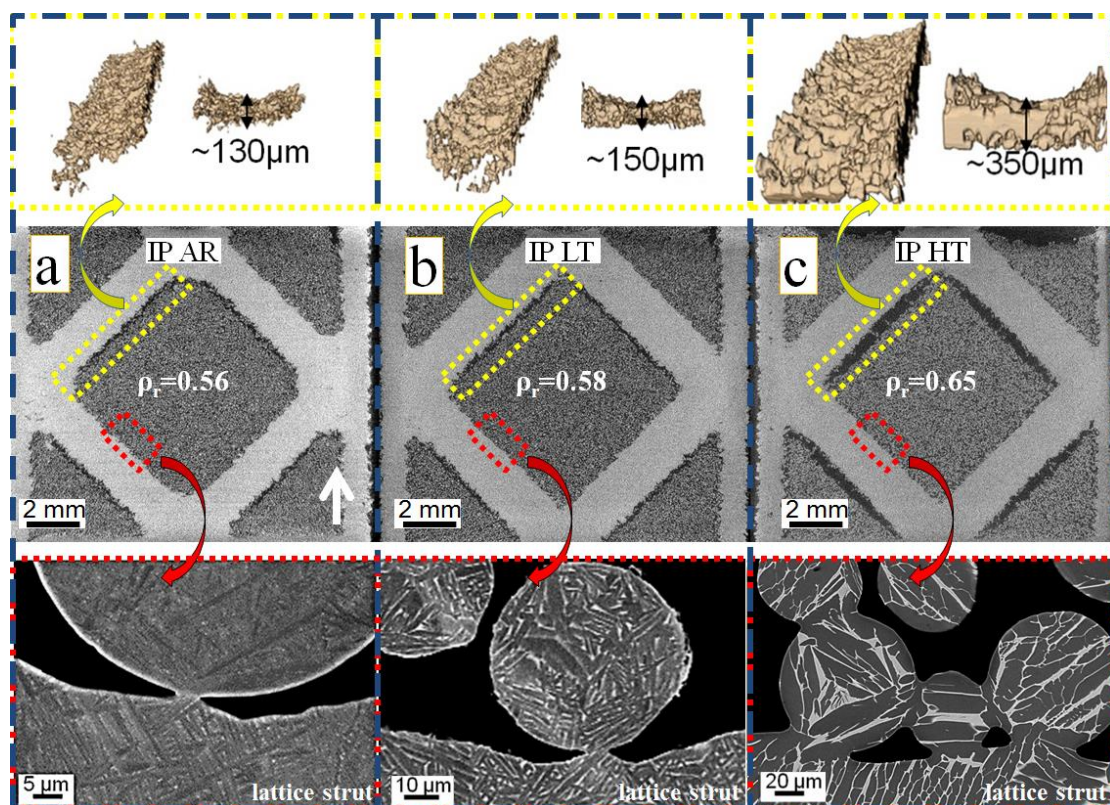 ~130µm
~150µm
~350µm
a
IP AR
b
IP LT
c
IP HT
ρr=0.56
ρr=0.58
ρr=0.65
2 mm
2 mm
2 mm
5 µm
lattice strut
10 µm
lattice strut
20 µm
lattice strut